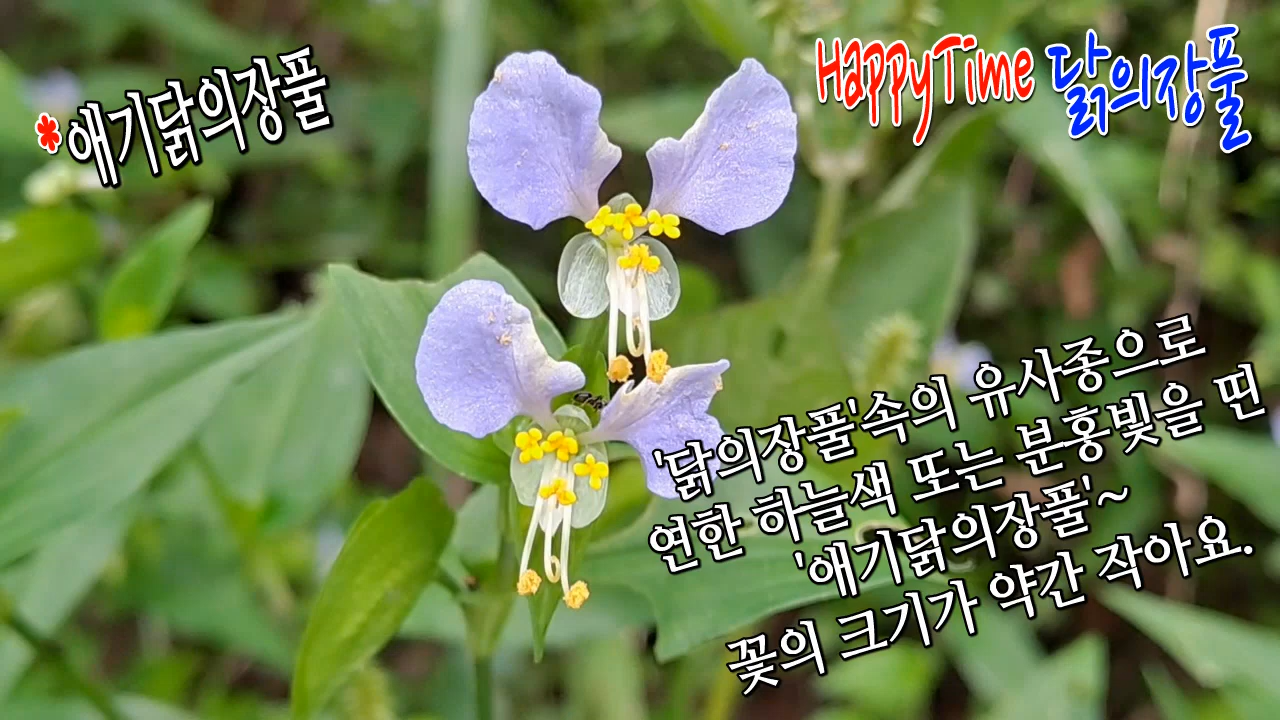 *애기닭의장풀
HappyTime 닭의장풀
'닭의장풀'속의 유사종으로
연한 하늘색 또는 분홍빛을 띤
'애기닭의장풀'~
꽃의 크기가 약간 작아요.